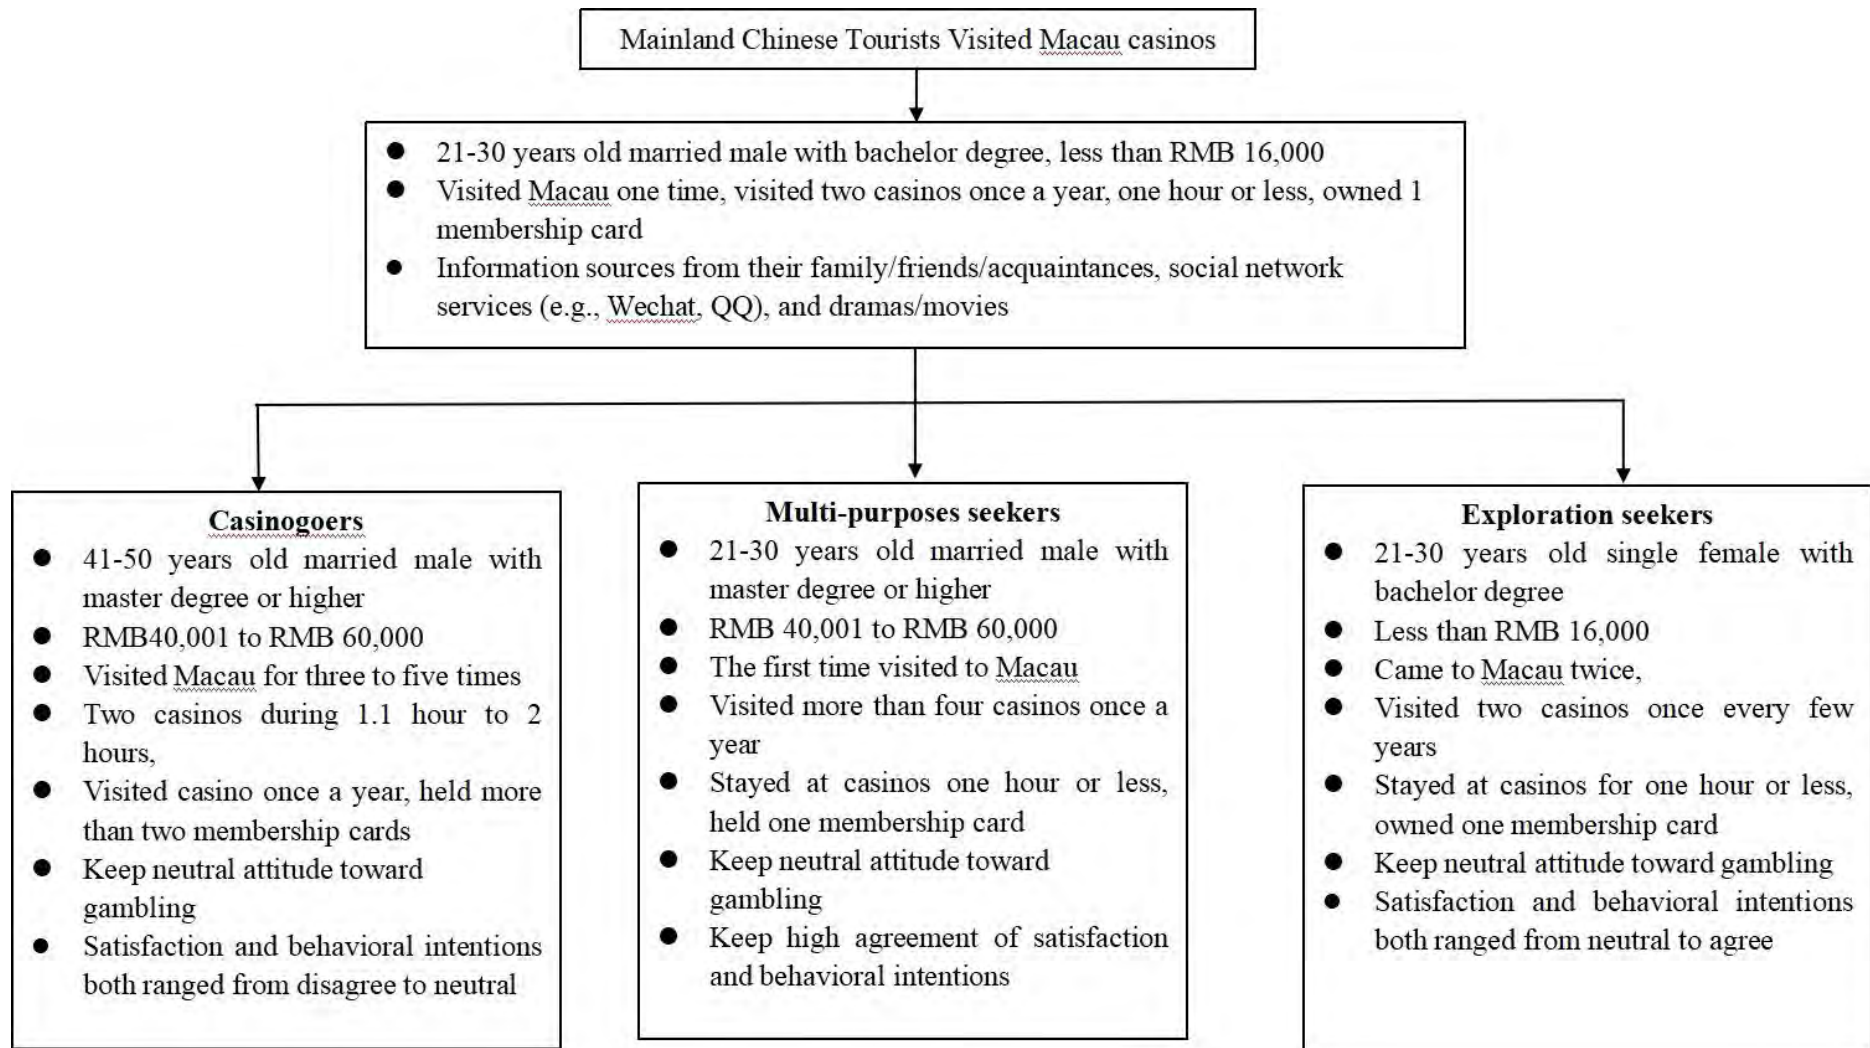 Mainland Chinese Tourists Visited Macau casinos
● 21-30 years old married male with bachelor degree, less than RMB 16,000
● Visited Macau one time, visited two casinos once a year, one hour or less, owned 1
membership card
● Information sources from their family/friends/acquaintances, social network
services (e.g., Wechat, QQ), and dramas/movies
Casinogoers
● 41-50 years old married male with
master degree or higher
● RMB40,001 to RMB 60,000
● Visited Macau for three to five times
● Two casinos during 1.1 hour to 2
hours,
● Visited casino once a year, held more
than two membership cards
● Keep neutral attitude toward
gambling
● Satisfaction and behavioral intentions
both ranged from disagree to neutral
Multi-purposes seekers
● 21-30 years old married male with
master degree or higher
● RMB 40,001 to RMB 60,000
● The first time visited to Macau
● Visited more than four casinos once a
year
● Stayed at casinos one hour or less,
held one membership card
● Keep neutral attitude toward
gambling
● Keep high agreement of satisfaction
and behavioral intentions
Exploration seekers
● 21-30 years old single female with
bachelor degree
● Less than RMB 16,000
● Came to Macau twice,
● Visited two casinos once every few
years
● Stayed at casinos for one hour or less,
owned one membership card
● Keep neutral attitude toward gambling
● Satisfaction and behavioral intentions
both ranged from neutral to agree